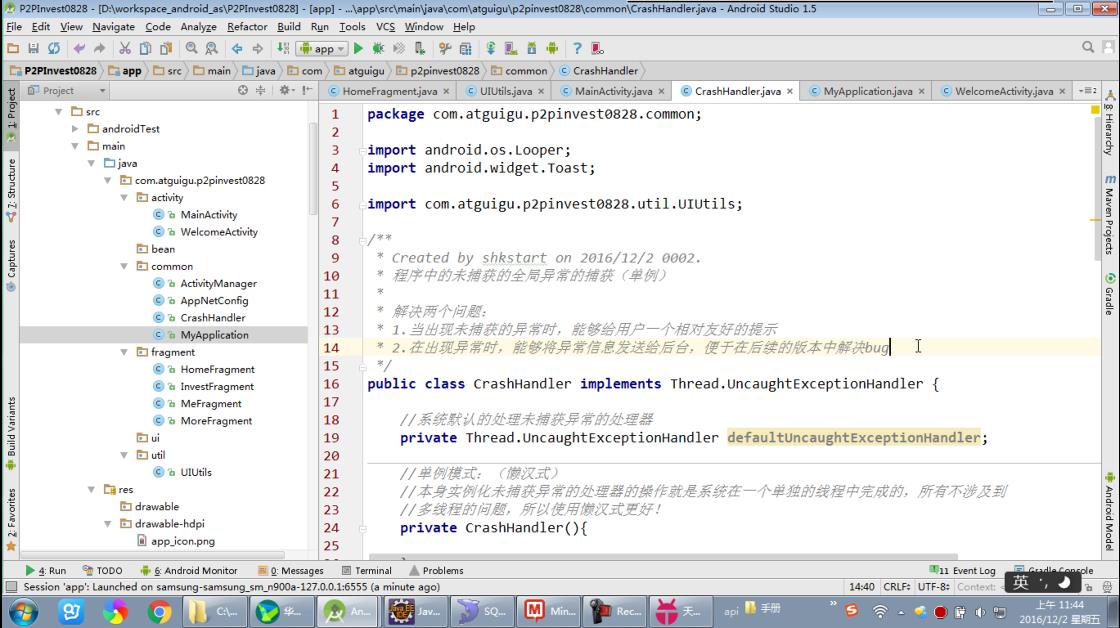 P2PInvest0828 - [D:\workspace_android_as\P2PInvest0828] - [app] - ...\app\src\main\java\com\atguigu\p2pinvest0828\common\CrashHandler.java - Android Studio 1.5
File Edit View Navigate Code Analyze Refactor Build Run Tools VCS Window Help
app
P2PInvest0828 app src main java com atguigu p2pinvest0828 common CrashHandler
Project
HomeFragment.java UIUtils.java MainActivity.java CrashHandler.java MyApplication.java WelcomeActivity.java
1: Project
7: Structure
Captures
Build Variants
2: Favorites
src
androidTest
main
java
com.atguigu.p2pinvest0828
activity
MainActivity
WelcomeActivity
bean
common
ActivityManager
AppNetConfig
CrashHandler
MyApplication
fragment
HomeFragment
InvestFragment
MeFragment
MoreFragment
ui
util
UIUtils
res
drawable
drawable-hdpi
app_icon.png
1 package com.atguigu.p2pinvest0828.common;
2
3 import android.os.Looper;
4 import android.widget.Toast;
5
6 import com.atguigu.p2pinvest0828.util.UIUtils;
7
8 /**
9 * Created by shkstart on 2016/12/2 0002.
10 * 程序中的未捕获的全局异常的捕获（单例）
11 *
12 * 解决两个问题：
13 * 1.当出现未捕获的异常时，能够给用户一个相对友好的提示
14 * 2.在出现异常时，能够将异常信息发送给后台，便于在后续的版本中解决bug
15 */
16 public class CrashHandler implements Thread.UncaughtExceptionHandler {
17
18 //系统默认的处理未捕获异常的处理器
19 private Thread.UncaughtExceptionHandler defaultUncaughtExceptionHandler;
20
21 //单例模式：（懒汉式）
22 //本身实例化未捕获异常的处理器的操作就是系统在一个单独的线程中完成的，所有不涉及到
23 //多线程的问题，所以使用懒汉式更好！
24 private CrashHandler(){
25
8: Hierarchy
Maven Projects
Gradle
Android Model
4: Run TODO 6: Android Monitor 0: Messages Terminal Problems 11 Event Log Gradle Console
Session 'app': Launched on samsung-samsung_sm_n900a-127.0.0.1:6555 (a minute ago) 14:40 CRLF÷ UTF-8÷ Context:
英
C:\... 华... An... Jav... SQ... Min... Rec... 天... api 手册
上午 11:44
2016/12/2 星期五